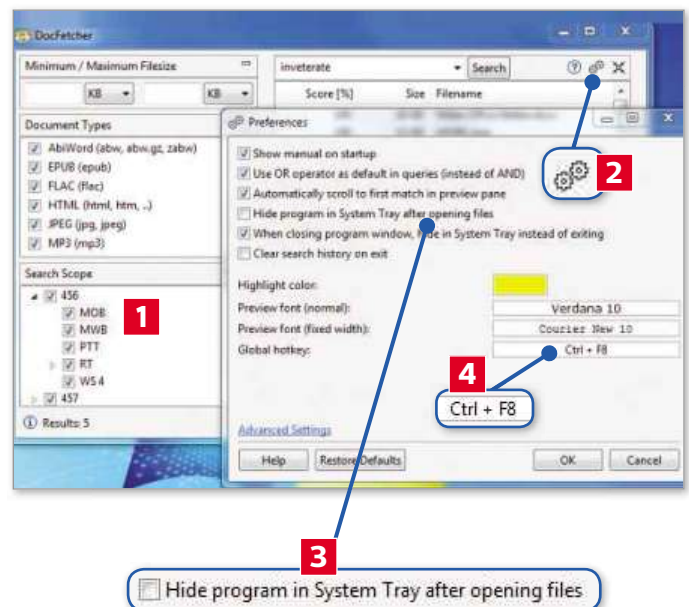 DocFetcher
Minimum / Maximum Filesize
KB
KB
inveterate
Search
Score [%] Size Filename
Document Types
AbiWord (abw, abw.gz, zabw)
EPUB (epub)
FLAC (flac)
HTML (html, htm, ..)
JPEG (jpg, jpeg)
MP3 (mp3)
Search Scope
456
MOB
MWB
PTT
RT
WS 4
457
1
Results: 5
Preferences
Show manual on startup
Use OR operator as default in queries (instead of AND)
Automatically scroll to first match in preview pane
Hide program in System Tray after opening files
When closing program window, hide in System Tray instead of exiting
Clear search history on exit
2
Highlight color:
Preview font (normal): Verdana 10
Preview font (fixed width): Courier New 10
Global hotkey: Ctrl + F8
4
Ctrl + F8
Advanced Settings
Help
Restore Defaults
OK
Cancel
3
Hide program in System Tray after opening files